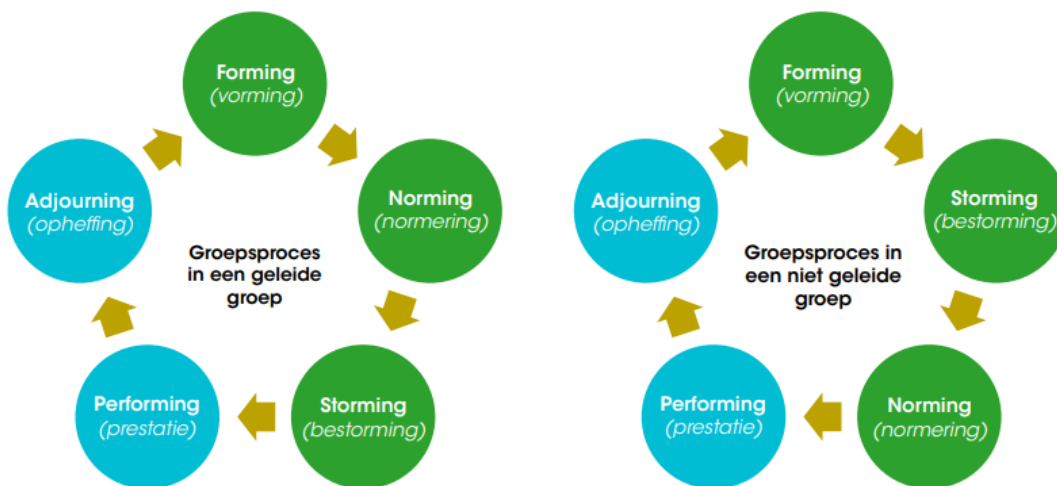 Forming
(vorming)
Norming
(normering)
Storming
(bestorming)
Performing
(prestatie)
Adjourning
(opheffing)
Groepsproces
in een geleide
groep
Forming
(vorming)
Storming
(bestorming)
Norming
(normering)
Performing
(prestatie)
Adjourning
(opheffing)
Groepsproces in
een niet geleide
groep